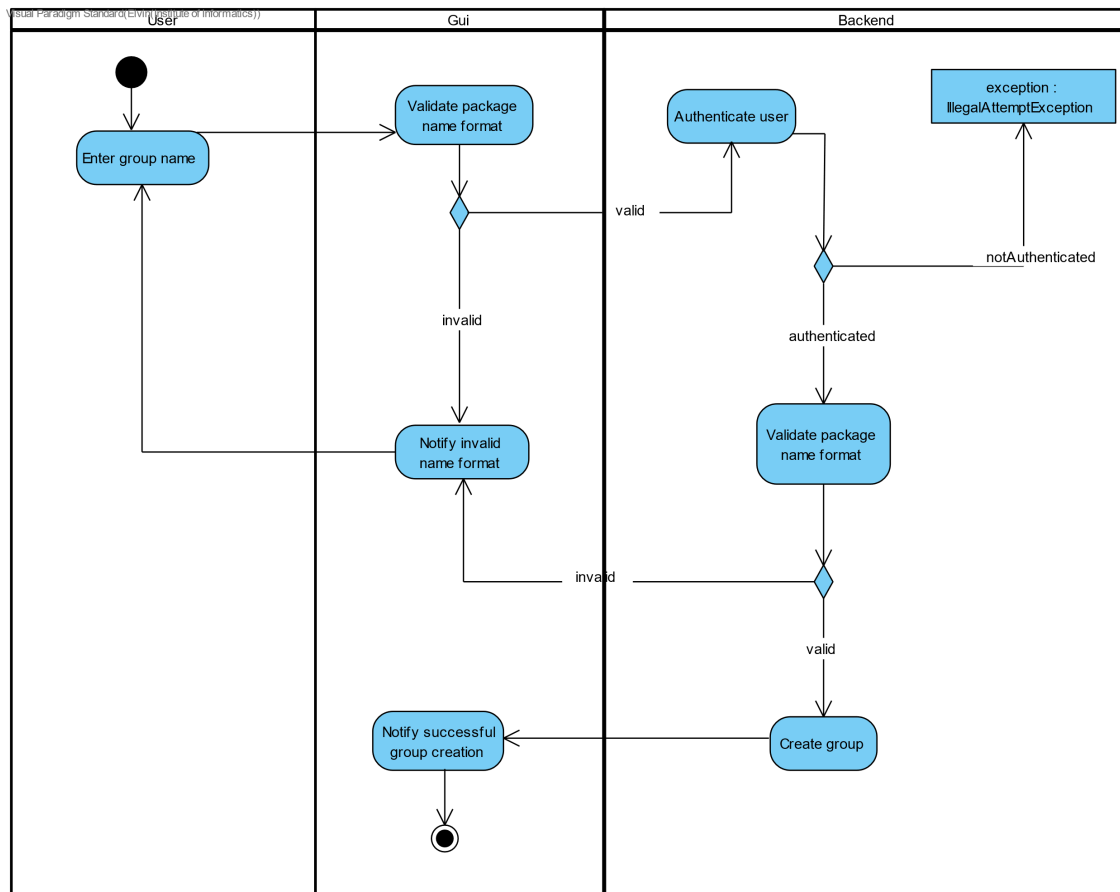 Visual Paradigm Standard(Elvin(Institute of Informatics))
User
Gui
Backend
Enter group name
Validate package
name format
Authenticate user
exception :
IllegalAttemptException
valid
notAuthenticated
invalid
authenticated
Notify invalid
name format
Validate package
name format
invalid
valid
Notify successful
group creation
Create group